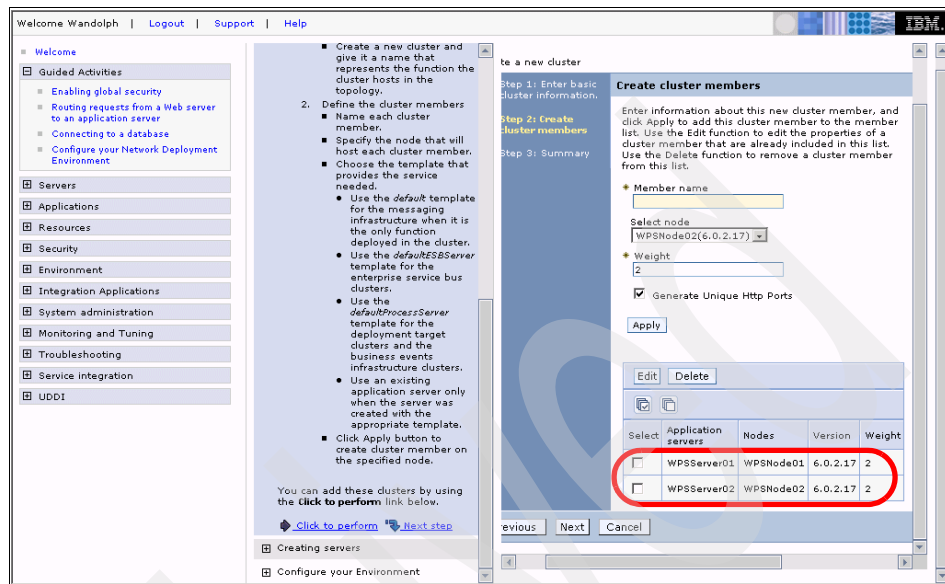 Welcome Wandolph | Logout | Support | Help
IBM.
Welcome
Guided Activities
Enabling global security
Routing requests from a Web server
to an application server
Connecting to a database
Configure your Network Deployment
Environment
Servers
Applications
Resources
Security
Environment
Integration Applications
System administration
Monitoring and Tuning
Troubleshooting
Service integration
UDDI
Create a new cluster and
give it a name that
represents the function the
cluster hosts in the
topology.
2. Define the cluster members
Name each cluster
member.
Specify the node that will
host each cluster member.
Choose the template that
provides the service
needed.
Use the default template
for the messaging
infrastructure when it is
the only function
deployed in the cluster.
Use the defaultESBServer
template for the
enterprise service bus
clusters.
Use the
defaultProcessServer
template for the
deployment target
clusters and the
business events
infrastructure clusters.
Use an existing
application server only
when the server was
created with the
appropriate template.
Click Apply button to
create cluster member on
the specified node.
You can add these clusters by using
the Click to perform link below.
Click to perform Next step
Creating servers
Configure your Environment
te a new cluster
Step 1: Enter basic
cluster information.
Step 2: Create
cluster members
Step 3: Summary
Create cluster members
Enter information about this new cluster member, and
click Apply to add this cluster member to the member
list. Use the Edit function to edit the properties of a
cluster member that are already included in this list.
Use the Delete function to remove a cluster member
from this list.
Member name
Select node
WPSNode02(6.0.2.17)
Weight
2
Generate Unique Http Ports
Apply
Edit Delete
Select Application servers Nodes Version Weight
WPSServer01 WPSNode01 6.0.2.17 2
WPSServer02 WPSNode02 6.0.2.17 2
evious Next Cancel